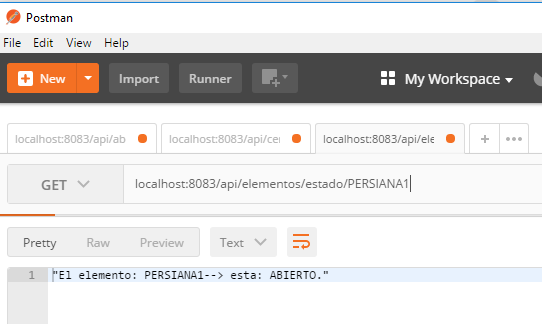 Postman
File Edit View Help
New Import Runner My Workspace
localhost:8083/api/ab localhost:8083/api/cer localhost:8083/api/ele
GET localhost:8083/api/elementos/estado/PERSIANA1
Pretty Raw Preview Text
1 "El elemento: PERSIANA1--> esta: ABIERTO."